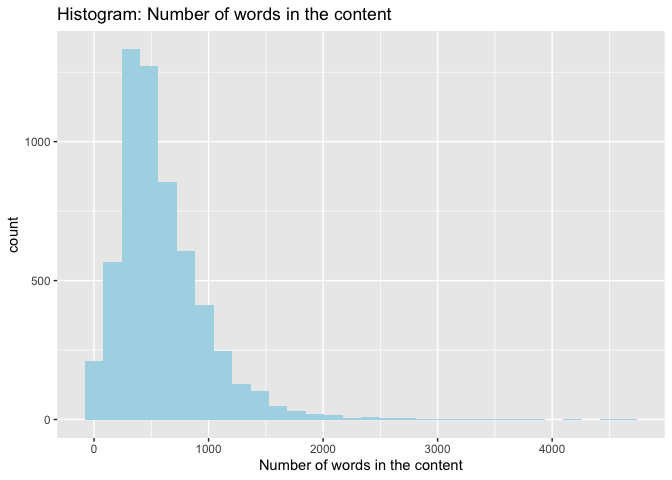 Histogram: Number of words in the content
count
1000
500
0
0 1000 2000 3000 4000
Number of words in the content